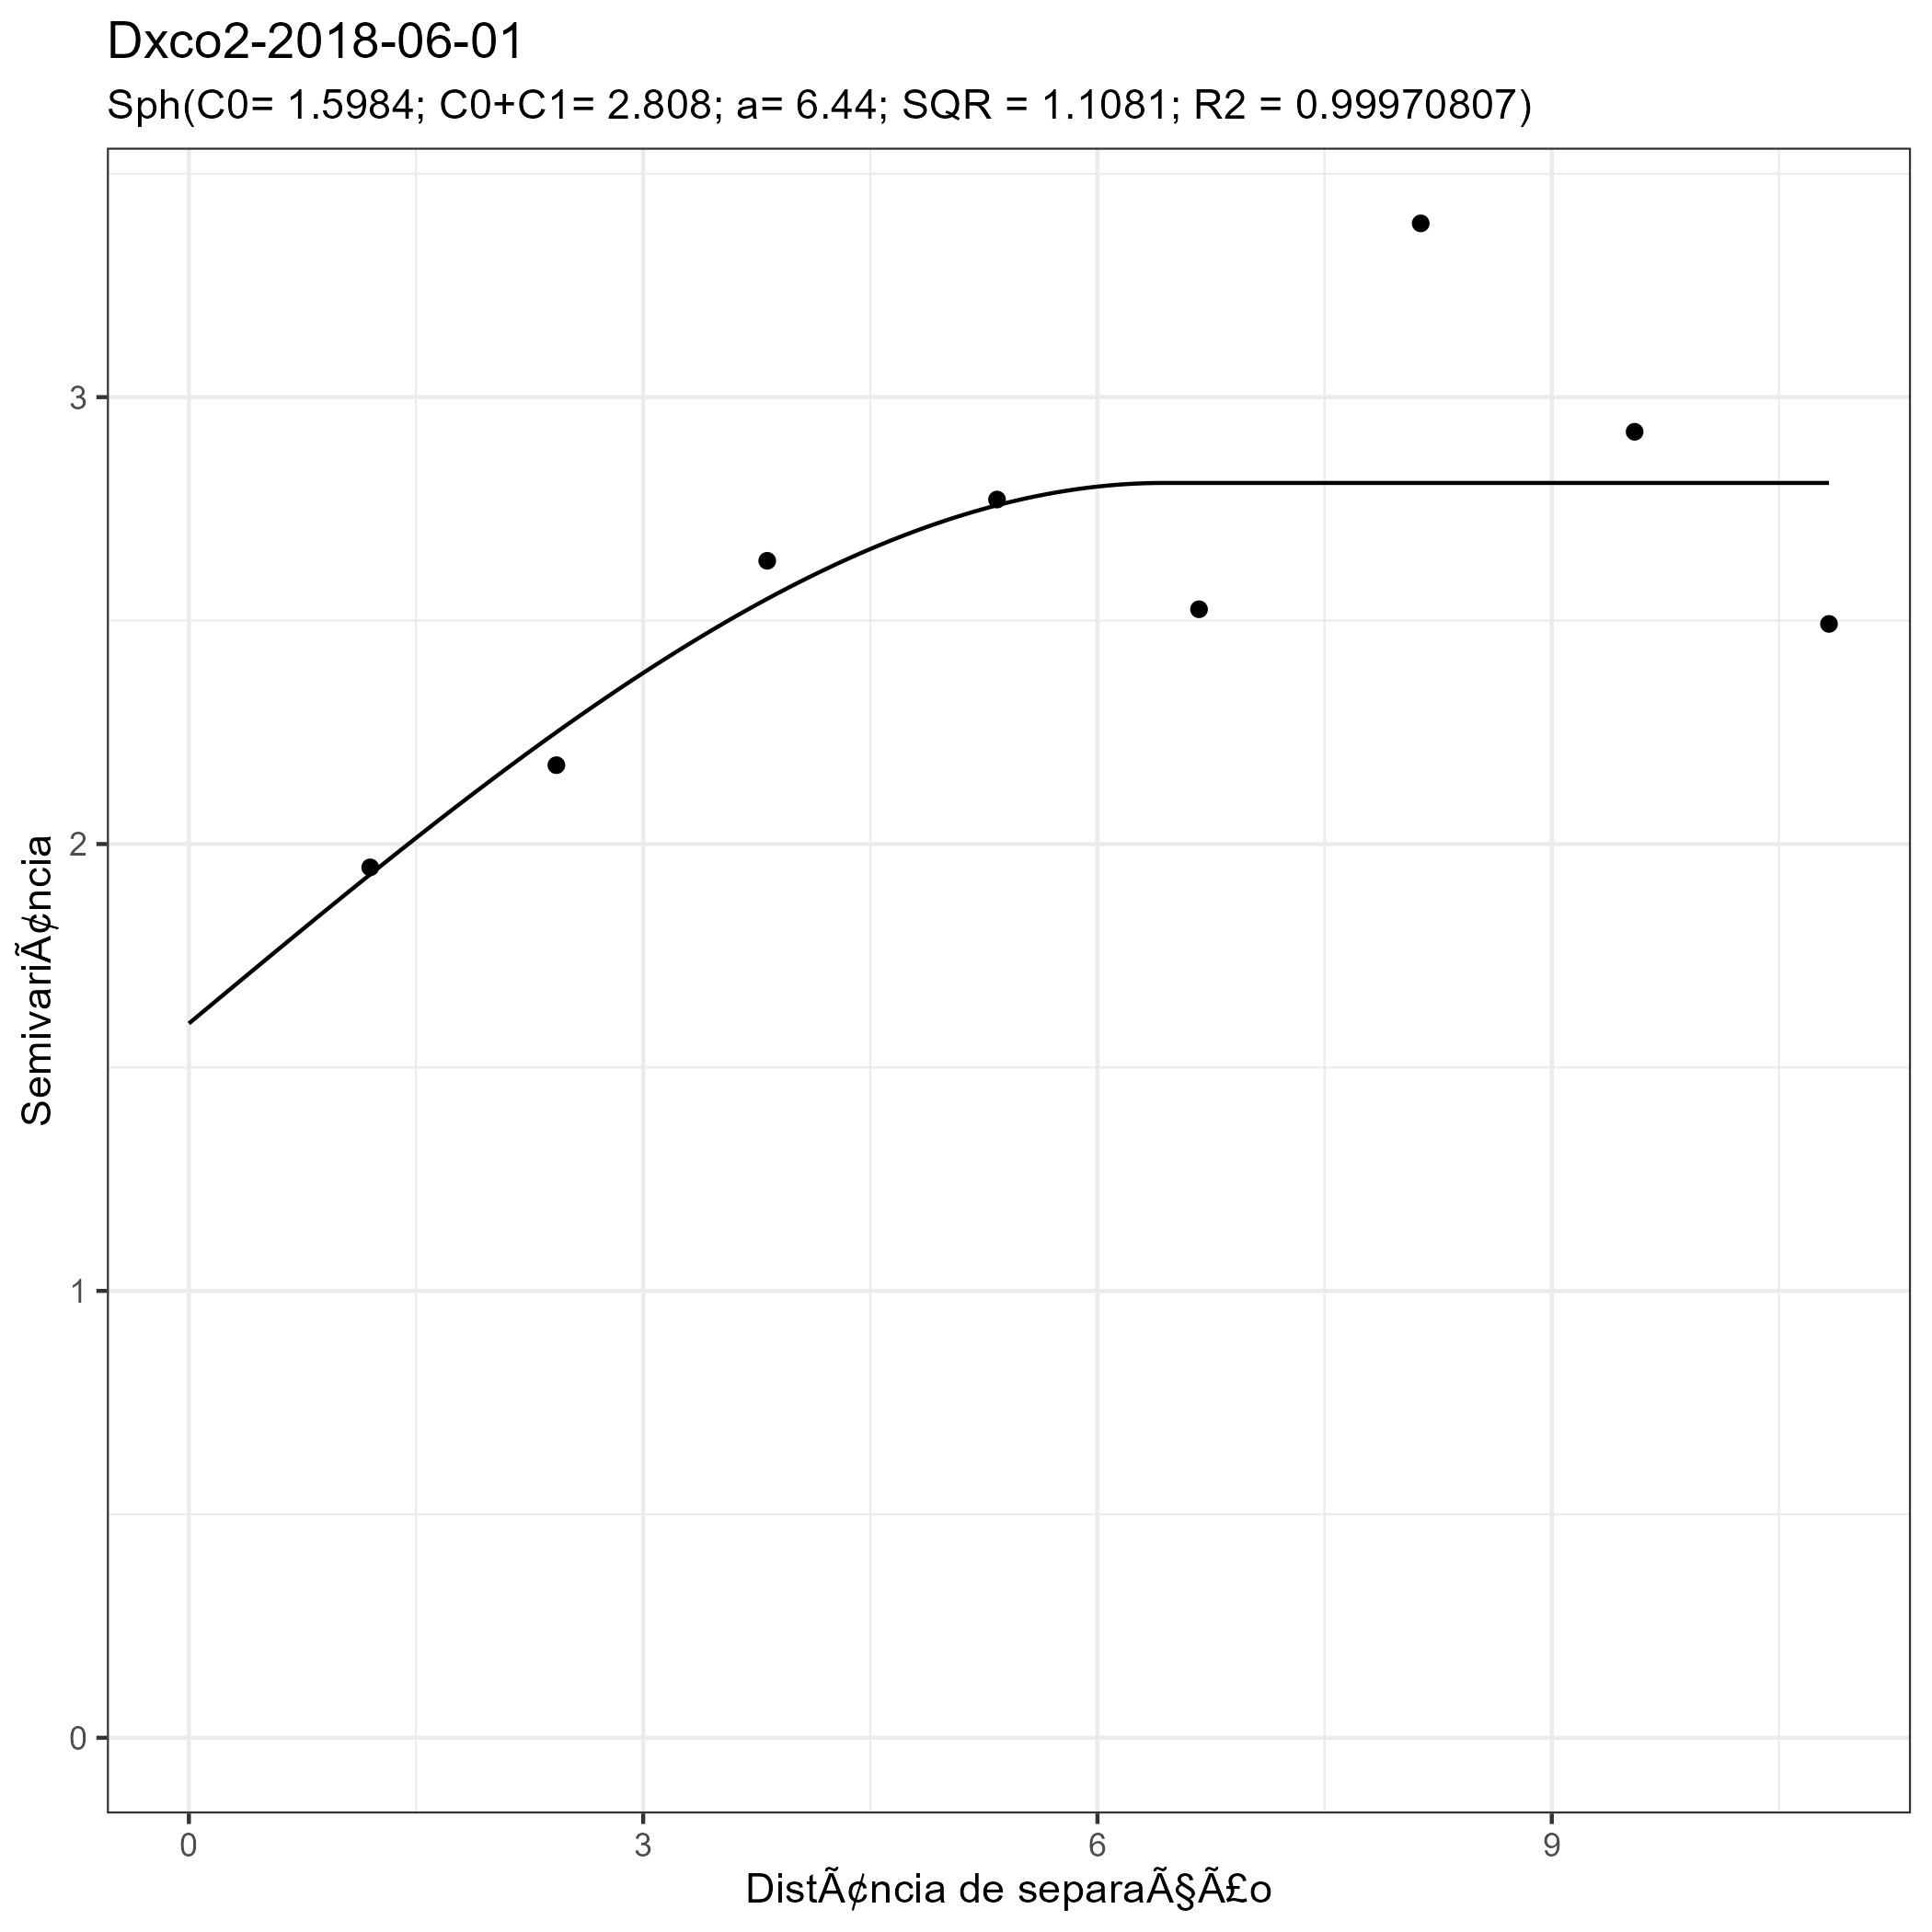 Dxco2-2018-06-01
Sph(C0= 1.5984; C0+C1= 2.808; a= 6.44; SQR = 1.1081; R2 = 0.99970807)
SemivariÃ¢ncia
3
2
1
0
0 3 6 9
DistÃ¢ncia de separaÃ§Ã£o